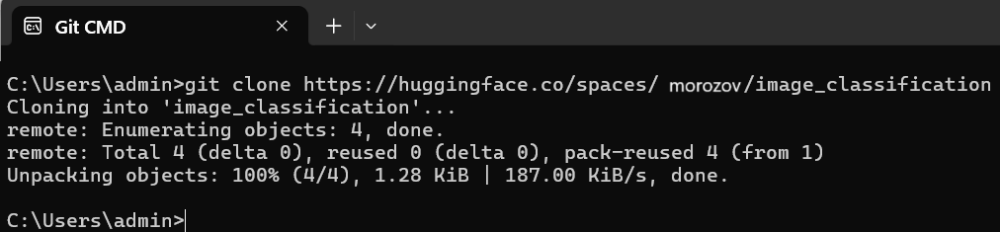 Git CMD
C:\Users\admin>git clone https://huggingface.co/spaces/ morozov/image_classification
Cloning into 'image_classification'...
remote: Enumerating objects: 4, done.
remote: Total 4 (delta 0), reused 0 (delta 0), pack-reused 4 (from 1)
Unpacking objects: 100% (4/4), 1.28 KiB | 187.00 KiB/s, done.
C:\Users\admin>